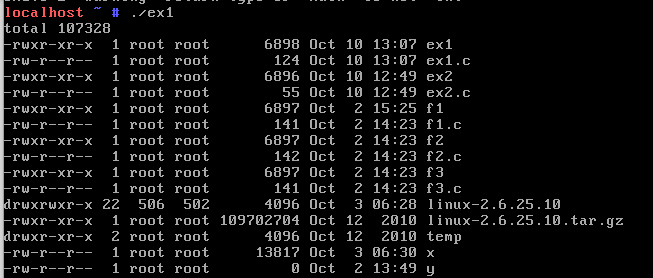 localhost ~ # ./ex1
total 107328
-rwxr-xr-x 1 root root 6898 Oct 10 13:07 ex1
-rw-r--r-- 1 root root 124 Oct 10 13:07 ex1.c
-rwxr-xr-x 1 root root 6896 Oct 10 12:49 ex2
-rw-r--r-- 1 root root 55 Oct 10 12:49 ex2.c
-rwxr-xr-x 1 root root 6897 Oct 2 15:25 f1
-rw-r--r-- 1 root root 141 Oct 2 14:23 f1.c
-rwxr-xr-x 1 root root 6897 Oct 2 14:23 f2
-rw-r--r-- 1 root root 142 Oct 2 14:23 f2.c
-rwxr-xr-x 1 root root 6897 Oct 2 14:23 f3
-rw-r--r-- 1 root root 141 Oct 2 14:23 f3.c
drwxrwxr-x 22 506 502 4096 Oct 3 06:28 linux-2.6.25.10
-rwxr-xr-x 1 root root 109702704 Oct 12 2010 linux-2.6.25.10.tar.gz
drwxr-xr-x 2 root root 4096 Oct 12 2010 temp
-rw-r--r-x 1 root root 13817 Oct 3 06:30 x
-rw-r--r-- 1 root root 0 Oct 2 13:49 y